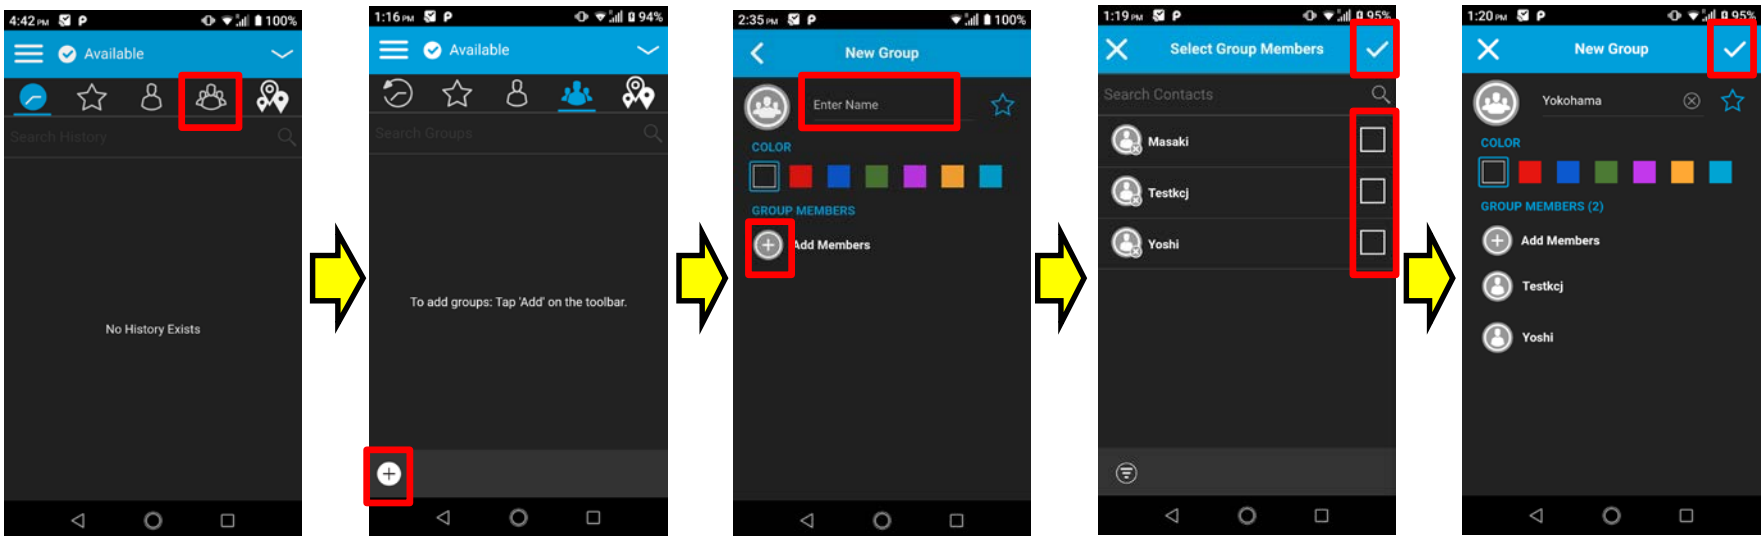 4:42 PM P 100%
Available
Search History
No History Exists
1:16 PM P 94%
Available
Search Groups
To add groups: Tap 'Add' on the toolbar.
2:35 PM P 100%
New Group
Enter Name
COLOR
GROUP MEMBERS
Add Members
1:19 PM P 95%
Select Group Members
Search Contacts
Masaki
Testkcj
Yoshi
1:20 PM P 95%
New Group
Yokohama
COLOR
GROUP MEMBERS (2)
Add Members
Testkcj
Yoshi